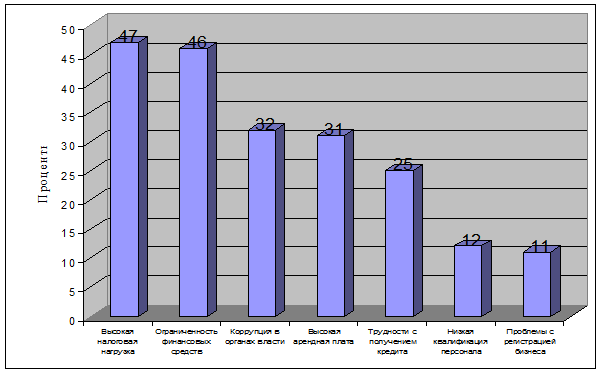 Проценты
50
45
40
35
30
25
20
15
10
5
0
47
46
32
31
25
12
11
Высокая
налоговая
нагрузка
Ограниченность
финансовых
средств
Коррупция в
органах власти
Высокая
арендная плата
Трудности с
получением
кредита
Низкая
квалификация
персонала
Проблемы с
регистрацией
бизнеса